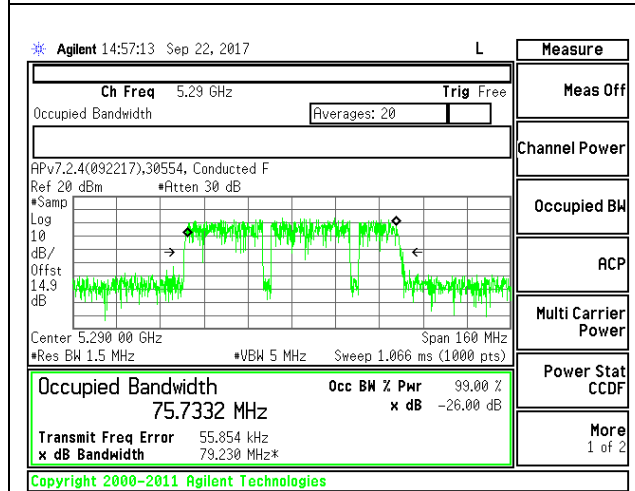 Agilent 14:57:13 Sep 22, 2017 L
Measure
Ch Freq 5.29 GHz Trig Free
Occupied Bandwidth Averages: 20
APv7.2.4(092217),30554, Conducted F
Ref 20 dBm #Atten 30 dB
#Samp
Log
10
dB/
Offst
14.9
dB
Center 5.290 00 GHz Span 160 MHz
#Res BW 1.5 MHz #VBW 5 MHz Sweep 1.066 ms (1000 pts)
Occupied Bandwidth Occ BW % Pwr 99.00 %
75.7332 MHz x dB -26.00 dB
Transmit Freq Error 55.854 kHz
x dB Bandwidth 79.230 MHz*
Copyright 2000-2011 Agilent Technologies
Meas Off
Channel Power
Occupied BW
ACP
Multi Carrier
Power
Power Stat
CCDF
More
1 of 2